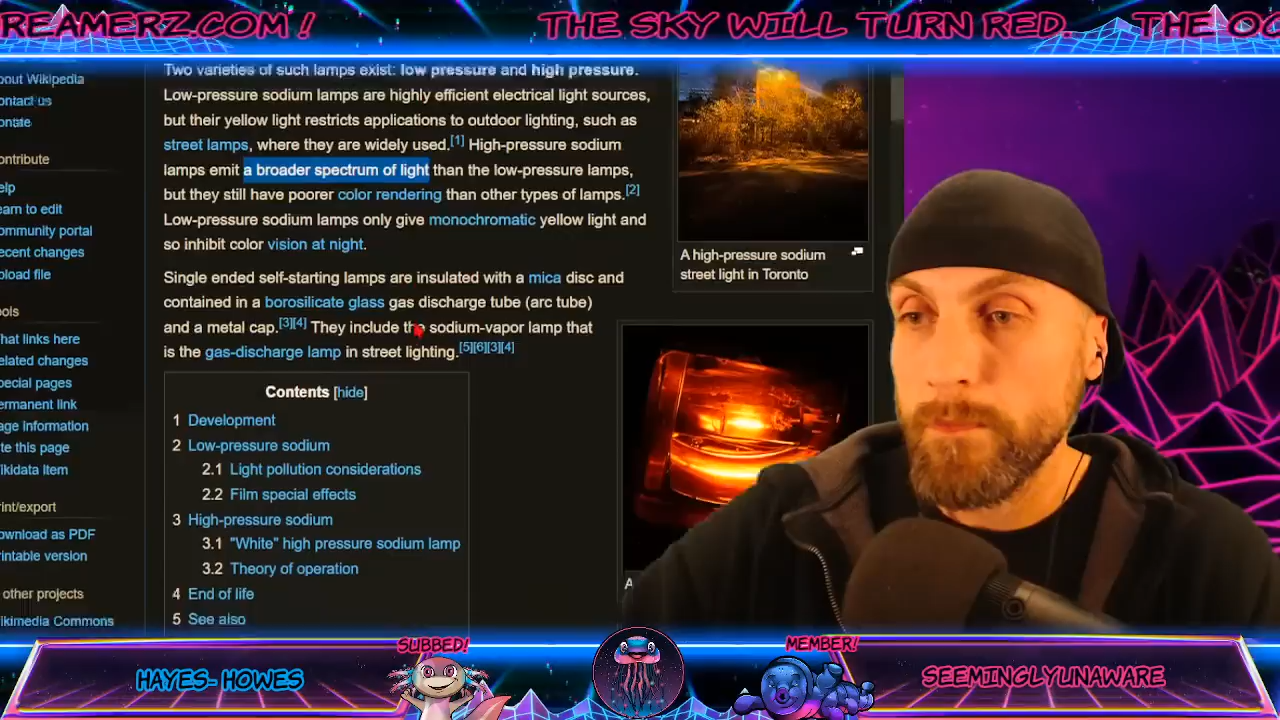 REAMERZ.COM !
THE SKY WILL TURN RED.
THE OC
bout Wikipedia
ontact us
onate
ontribute
elp
earn to edit
ommunity portal
ecent changes
pload file
ools
hat links here
elated changes
pecial pages
ermanent link
age information
ite this page
ikidata item
rint/export
ownload as PDF
rintable version
other projects
ikimedia Commons
Two varieties of such lamps exist: low pressure and high pressure.
Low-pressure sodium lamps are highly efficient electrical light sources,
but their yellow light restricts applications to outdoor lighting, such as
street lamps, where they are widely used.[1] High-pressure sodium
lamps emit a broader spectrum of light than the low-pressure lamps,
but they still have poorer color rendering than other types of lamps.[2]
Low-pressure sodium lamps only give monochromatic yellow light and
so inhibit color vision at night.
Single ended self-starting lamps are insulated with a mica disc and
contained in a borosilicate glass gas discharge tube (arc tube)
and a metal cap.[3][4] They include the sodium-vapor lamp that
is the gas-discharge lamp in street lighting.[5][6][3][4]
Contents [hide]
1 Development
2 Low-pressure sodium
2.1 Light pollution considerations
2.2 Film special effects
3 High-pressure sodium
3.1 "White" high pressure sodium lamp
3.2 Theory of operation
4 End of life
5 See also
A high-pressure sodium
street light in Toronto
A
SUBBED!
HAYES- HOWES
MEMBER!
SEEMINGLYUNAWARE